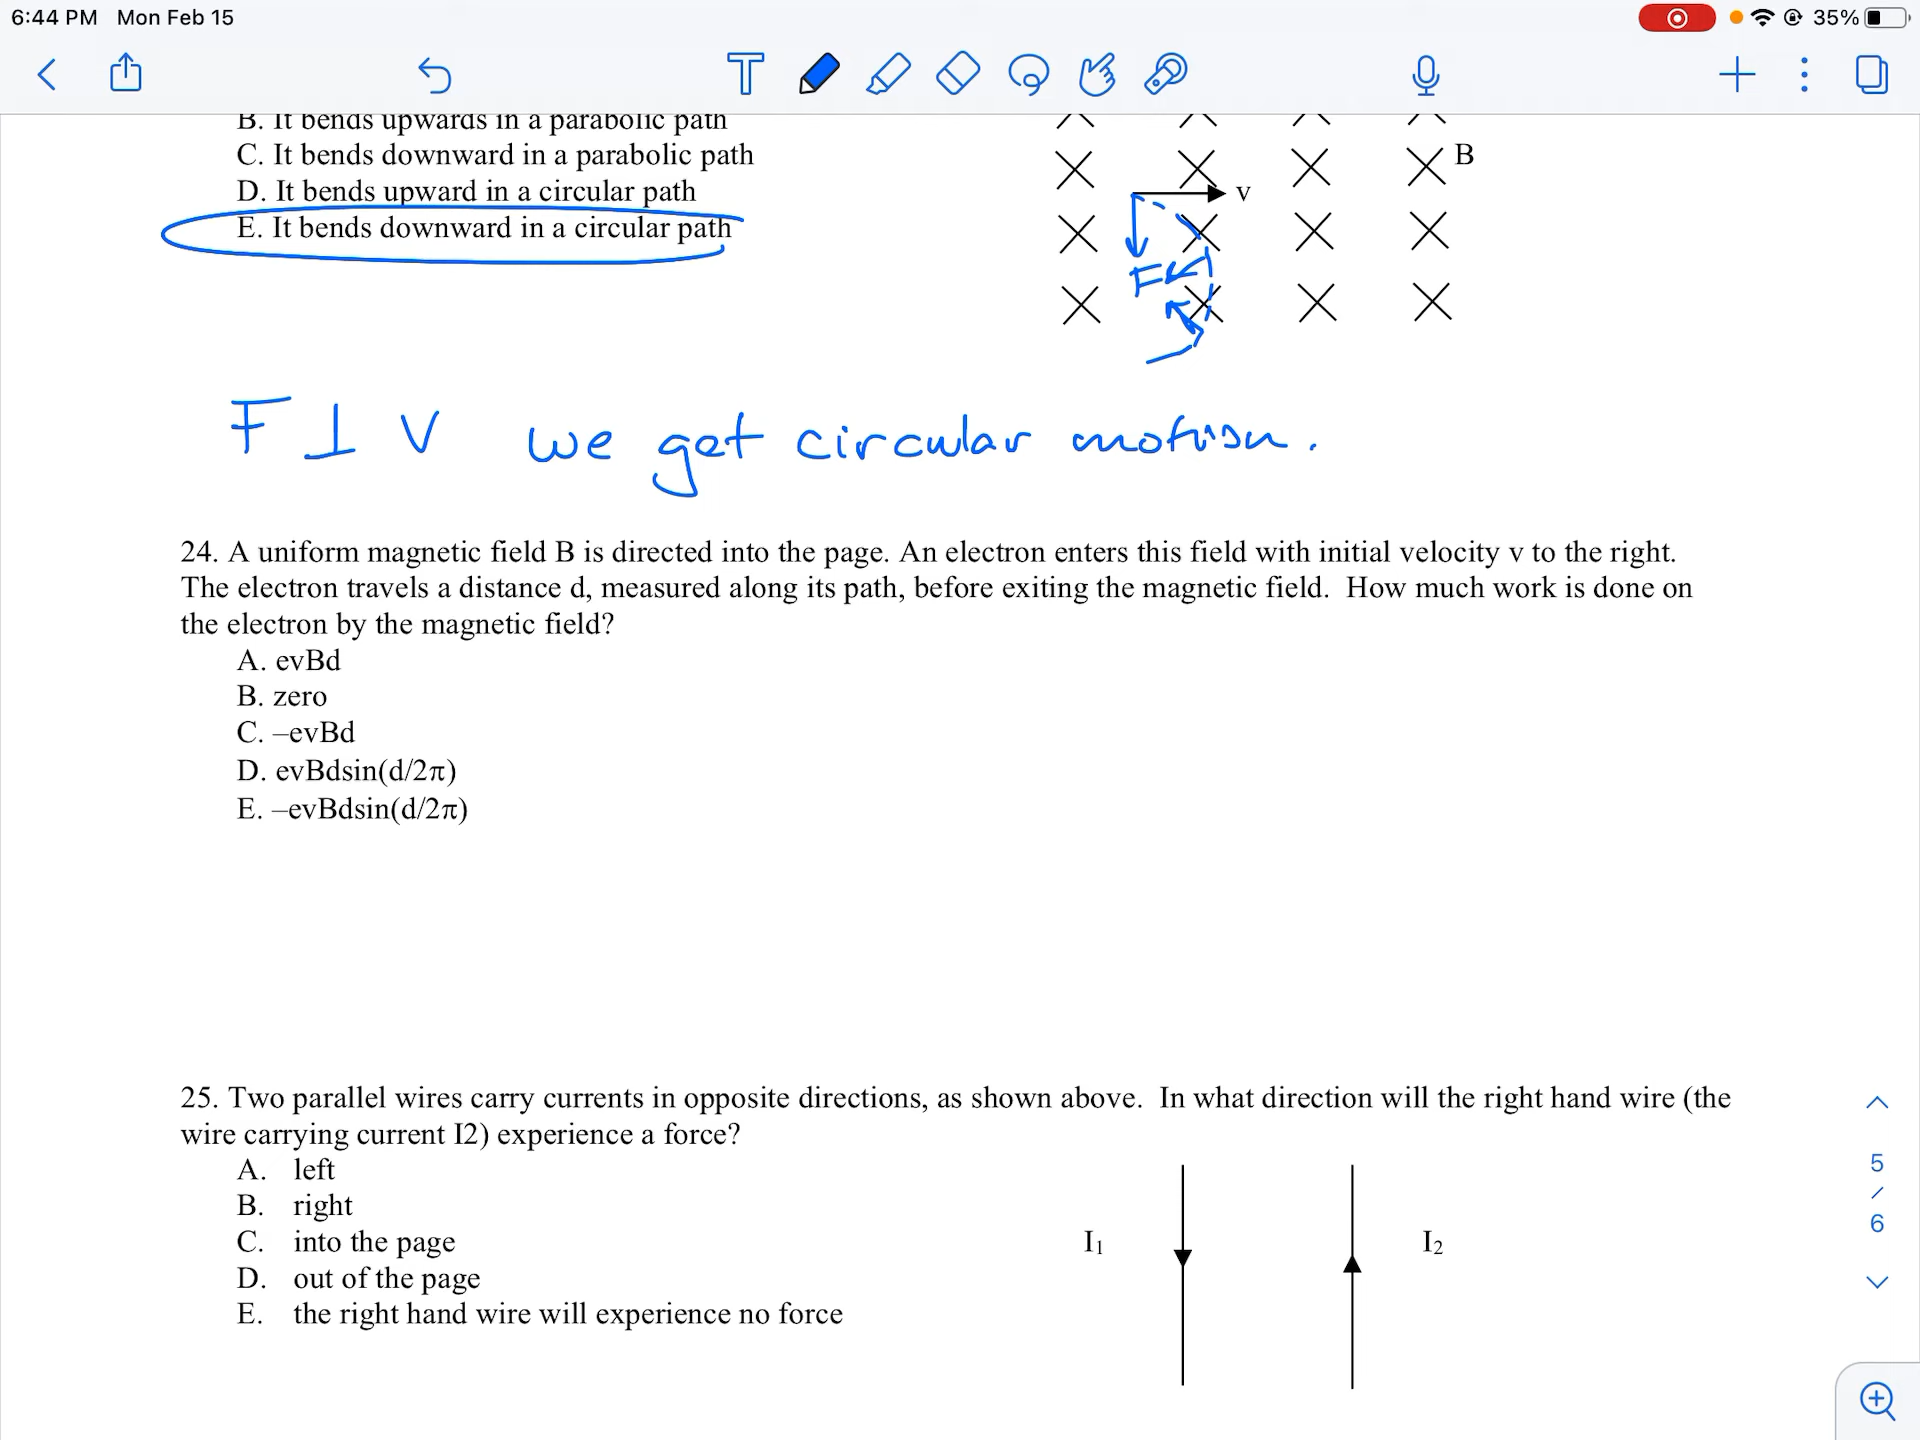 6:44 PM Mon Feb 15
35%
T
B. It bends upwards in a parabolic path
C. It bends downward in a parabolic path
B
D. It bends upward in a circular path
v
E. It bends downward in a circular path
F
F ⊥ V we get circular motion.
24. A uniform magnetic field B is directed into the page. An electron enters this field with initial velocity v to the right.
The electron travels a distance d, measured along its path, before exiting the magnetic field. How much work is done on
the electron by the magnetic field?
A. evBd
B. zero
C. –evBd
D. evBdsin(d/2π)
E. –evBdsin(d/2π)
25. Two parallel wires carry currents in opposite directions, as shown above. In what direction will the right hand wire (the
wire carrying current I2) experience a force?
A. left
B. right
C. into the page
D. out of the page
E. the right hand wire will experience no force
I₁
I₂
5
/
6